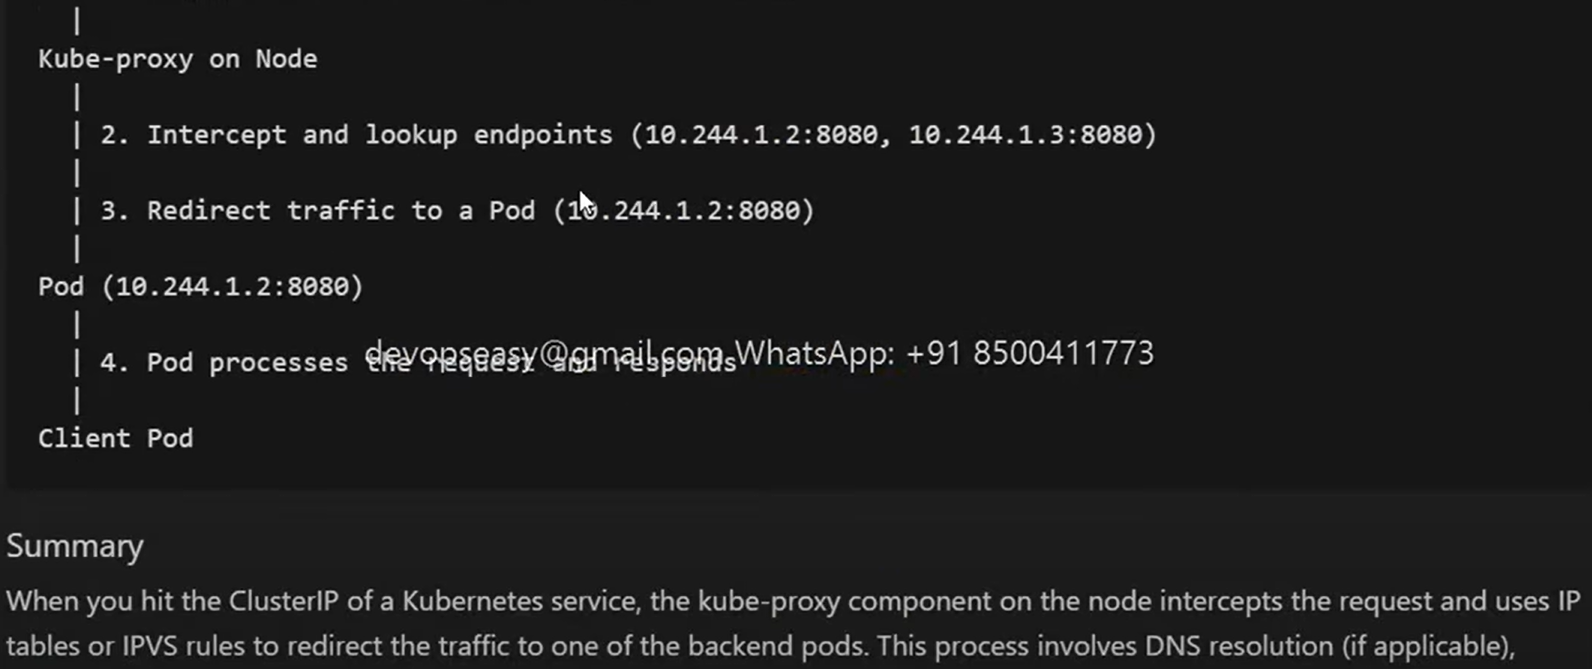 |
Kube-proxy on Node
|
| 2. Intercept and lookup endpoints (10.244.1.2:8080, 10.244.1.3:8080)
|
| 3. Redirect traffic to a Pod (10.244.1.2:8080)
|
Pod (10.244.1.2:8080)
|
| 4. Pod processes the request and responds
devopseasy@gmail.com WhatsApp: +91 8500411773
|
Client Pod
Summary
When you hit the ClusterIP of a Kubernetes service, the kube-proxy component on the node intercepts the request and uses IP
tables or IPVS rules to redirect the traffic to one of the backend pods. This process involves DNS resolution (if applicable),